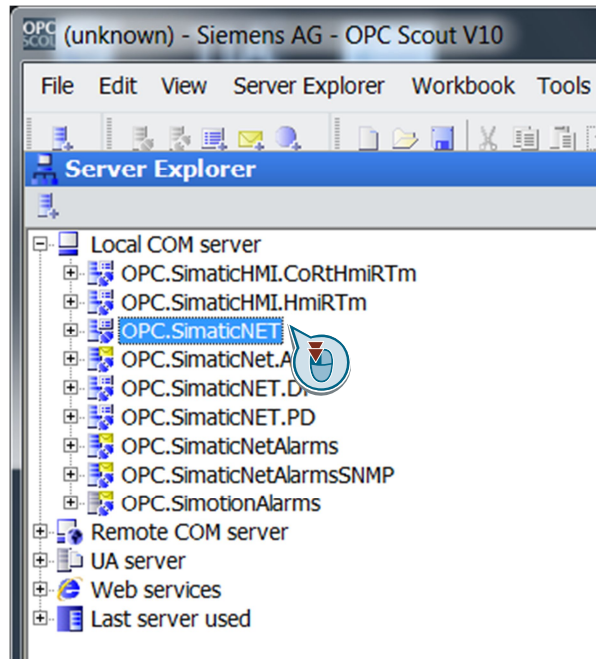 OPC SCOUT (unknown) - Siemens AG - OPC Scout V10
File Edit View Server Explorer Workbook Tools
Server Explorer
Local COM server
OPC.SimaticHMI.CoRtHmiRTm
OPC.SimaticHMI.HmiRTm
OPC.SimaticNET
OPC.SimaticNet.A
OPC.SimaticNET.D
OPC.SimaticNET.PD
OPC.SimaticNetAlarms
OPC.SimaticNetAlarmsSNMP
OPC.SimotionAlarms
Remote COM server
UA server
Web services
Last server used